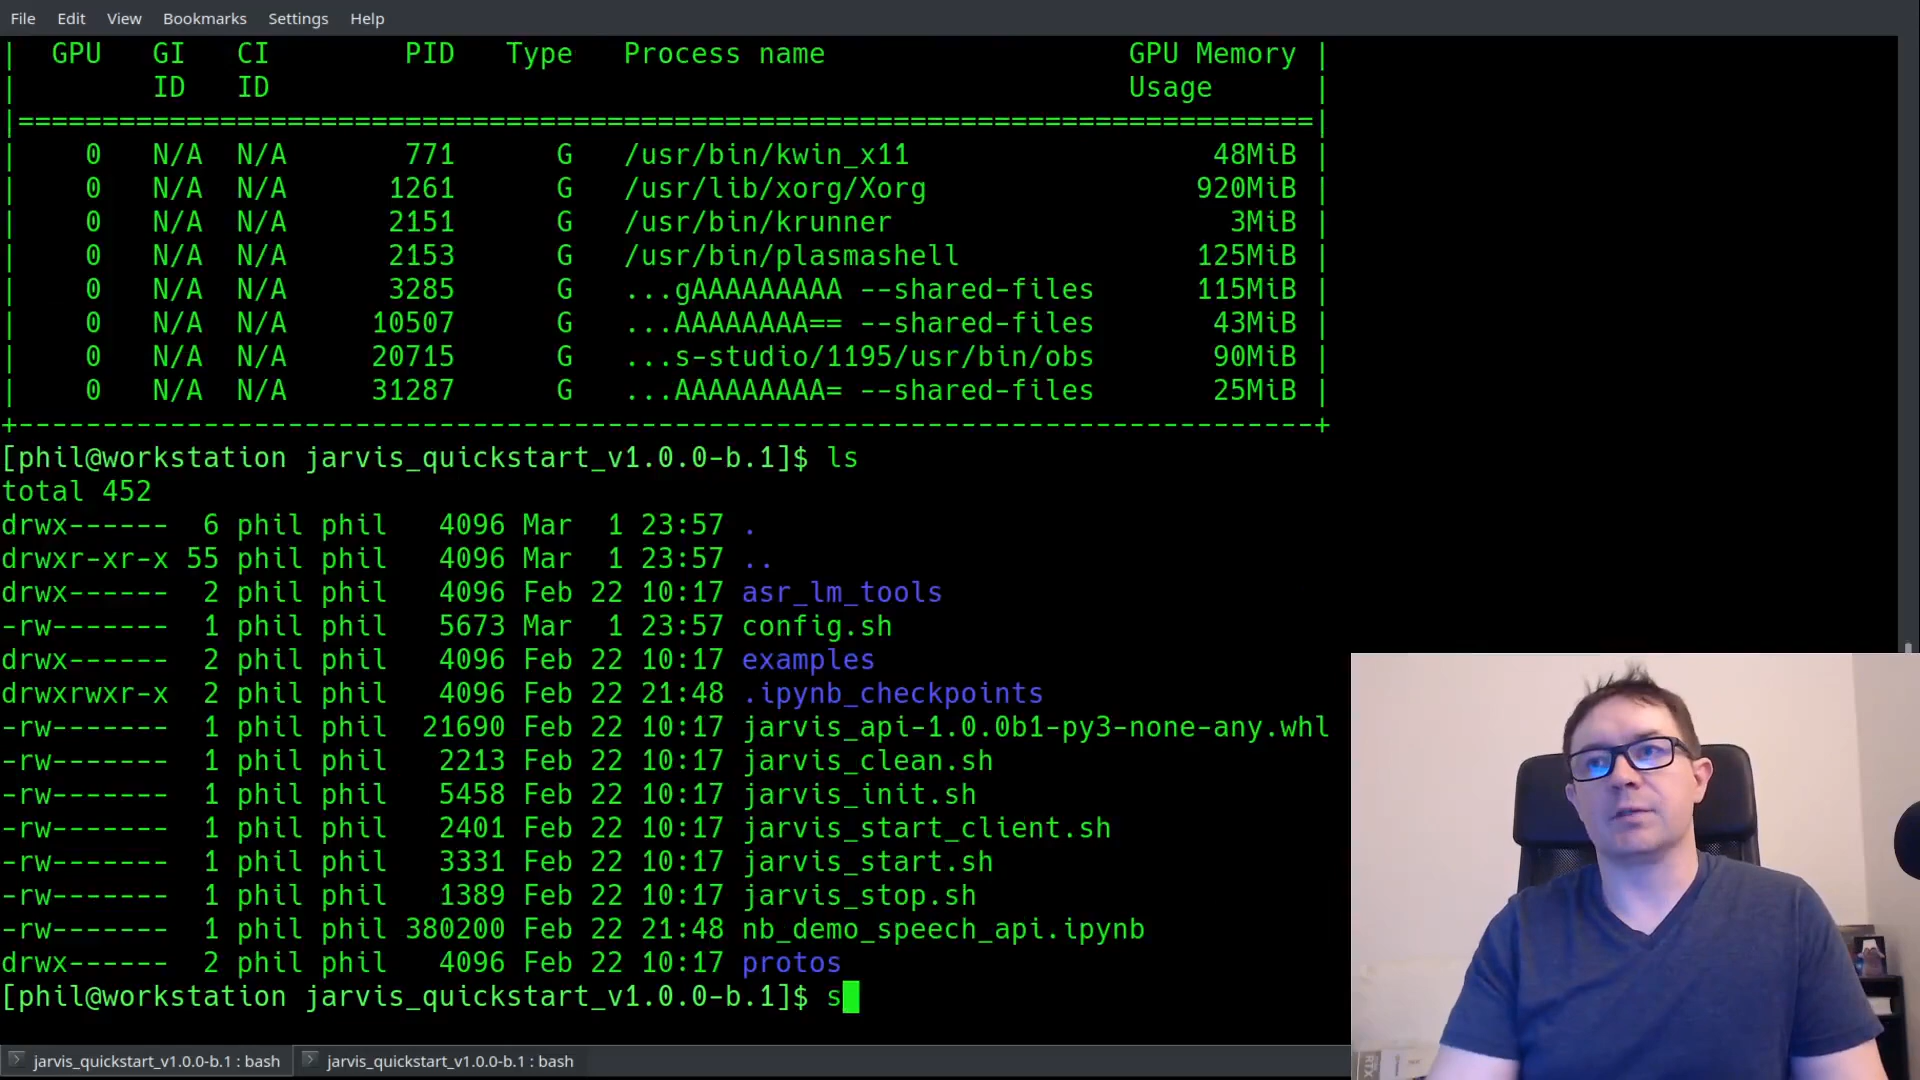 File Edit View Bookmarks Settings Help
| GPU GI CI PID Type Process name GPU Memory |
| ID ID Usage |
|=============================================================================|
| 0 N/A N/A 771 G /usr/bin/kwin_x11 48MiB |
| 0 N/A N/A 1261 G /usr/lib/xorg/Xorg 920MiB |
| 0 N/A N/A 2151 G /usr/bin/krunner 3MiB |
| 0 N/A N/A 2153 G /usr/bin/plasmashell 125MiB |
| 0 N/A N/A 3285 G ...gAAAAAAAAA --shared-files 115MiB |
| 0 N/A N/A 10507 G ...AAAAAAAA== --shared-files 43MiB |
| 0 N/A N/A 20715 G ...s-studio/1195/usr/bin/obs 90MiB |
| 0 N/A N/A 31287 G ...AAAAAAAAA= --shared-files 25MiB |
+-----------------------------------------------------------------------------+
[phil@workstation jarvis_quickstart_v1.0.0-b.1]$ ls
total 452
drwx------ 6 phil phil 4096 Mar 1 23:57 .
drwxr-xr-x 55 phil phil 4096 Mar 1 23:57 ..
drwx------ 2 phil phil 4096 Feb 22 10:17 asr_lm_tools
-rw------- 1 phil phil 5673 Mar 1 23:57 config.sh
drwx------ 2 phil phil 4096 Feb 22 10:17 examples
drwxrwxr-x 2 phil phil 4096 Feb 22 21:48 .ipynb_checkpoints
-rw------- 1 phil phil 21690 Feb 22 10:17 jarvis_api-1.0.0b1-py3-none-any.whl
-rw------- 1 phil phil 2213 Feb 22 10:17 jarvis_clean.sh
-rw------- 1 phil phil 5458 Feb 22 10:17 jarvis_init.sh
-rw------- 1 phil phil 2401 Feb 22 10:17 jarvis_start_client.sh
-rw------- 1 phil phil 3331 Feb 22 10:17 jarvis_start.sh
-rw------- 1 phil phil 1389 Feb 22 10:17 jarvis_stop.sh
-rw------- 1 phil phil 380200 Feb 22 21:48 nb_demo_speech_api.ipynb
drwx------ 2 phil phil 4096 Feb 22 10:17 protos
[phil@workstation jarvis_quickstart_v1.0.0-b.1]$ s
jarvis_quickstart_v1.0.0-b.1 : bash jarvis_quickstart_v1.0.0-b.1 : bash
RTX